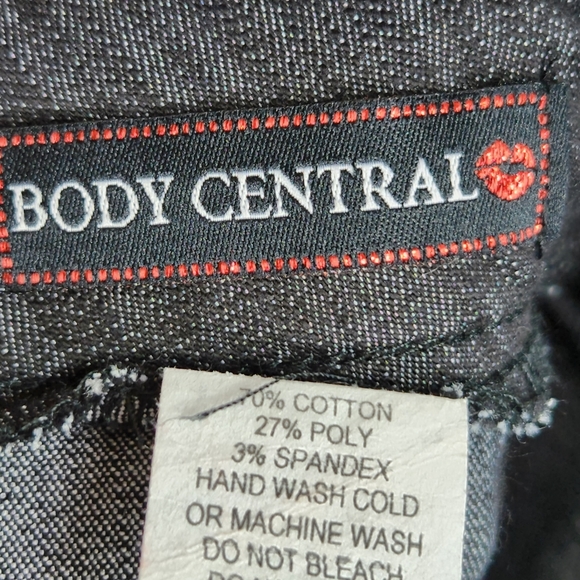 BODY CENTRAL
70% COTTON
27% POLY
3% SPANDEX
HAND WASH COLD
OR MACHINE WASH
DO NOT BLEACH